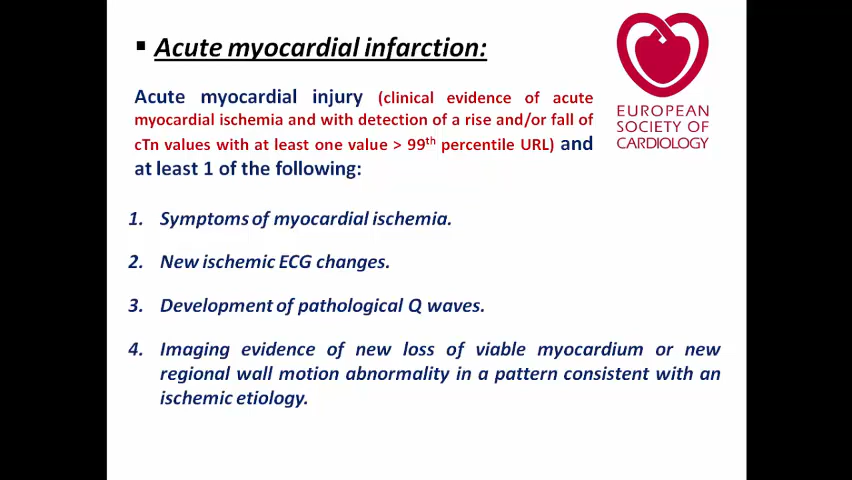 ▪ Acute myocardial infarction:
EUROPEAN
SOCIETY OF
CARDIOLOGY
Acute myocardial injury (clinical evidence of acute
myocardial ischemia and with detection of a rise and/or fall of
cTn values with at least one value > 99th percentile URL) and
at least 1 of the following:
1. Symptoms of myocardial ischemia.
2. New ischemic ECG changes.
3. Development of pathological Q waves.
4. Imaging evidence of new loss of viable myocardium or new
regional wall motion abnormality in a pattern consistent with an
ischemic etiology.